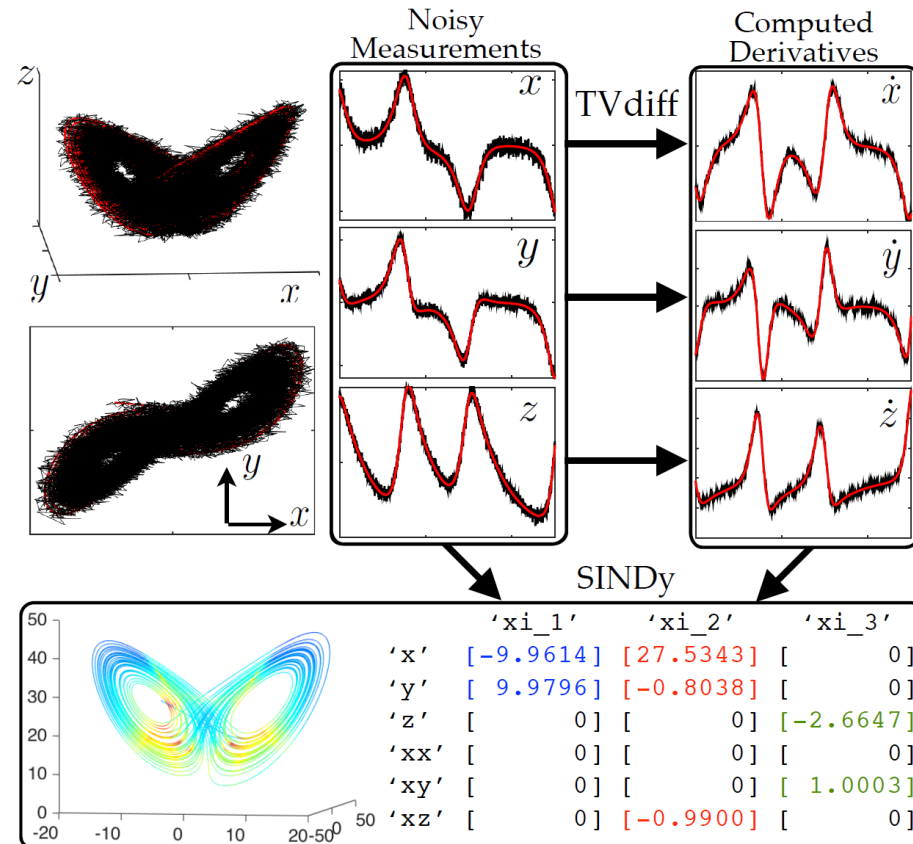 Noisy
Measurements
Computed
Derivatives
z
y
x
x
TVdiff
ẋ
y
ẏ
z
ż
y
x
SINDy
50
40
30
20
10
0
-20
-10
0
10
20
-50
0
50
‘xi_1’ ‘xi_2’ ‘xi_3’
‘x’ [-9.9614] [27.5343] [ 0]
‘y’ [ 9.9796] [-0.8038] [ 0]
‘z’ [ 0] [ 0] [-2.6647]
‘xx’ [ 0] [ 0] [ 0]
‘xy’ [ 0] [ 0] [ 1.0003]
‘xz’ [ 0] [-0.9900] [ 0]